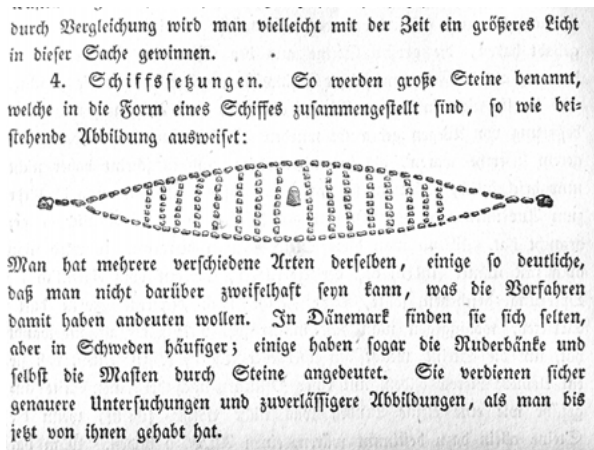 durch Vergleichung wird man vielleicht mit der Zeit ein größeres Licht
in dieser Sache gewinnen.
4. Schiffssetzungen. So werden große Steine benannt,
welche in die Form eines Schiffes zusammengestellt sind, so wie bei⸗
stehende Abbildung ausweiset:
Man hat mehrere verschiedene Arten derselben, einige so deutliche,
daß man nicht darüber zweifelhaft seyn kann, was die Vorfahren
damit haben andeuten wollen. In Dänemark finden sie sich selten,
aber in Schweden häufiger; einige haben sogar die Ruderbänke und
selbst die Masten durch Steine angedeutet. Sie verdienen sicher
genauere Untersuchungen und zuverlässigere Abbildungen, als man bis
jetzt von ihnen gehabt hat.